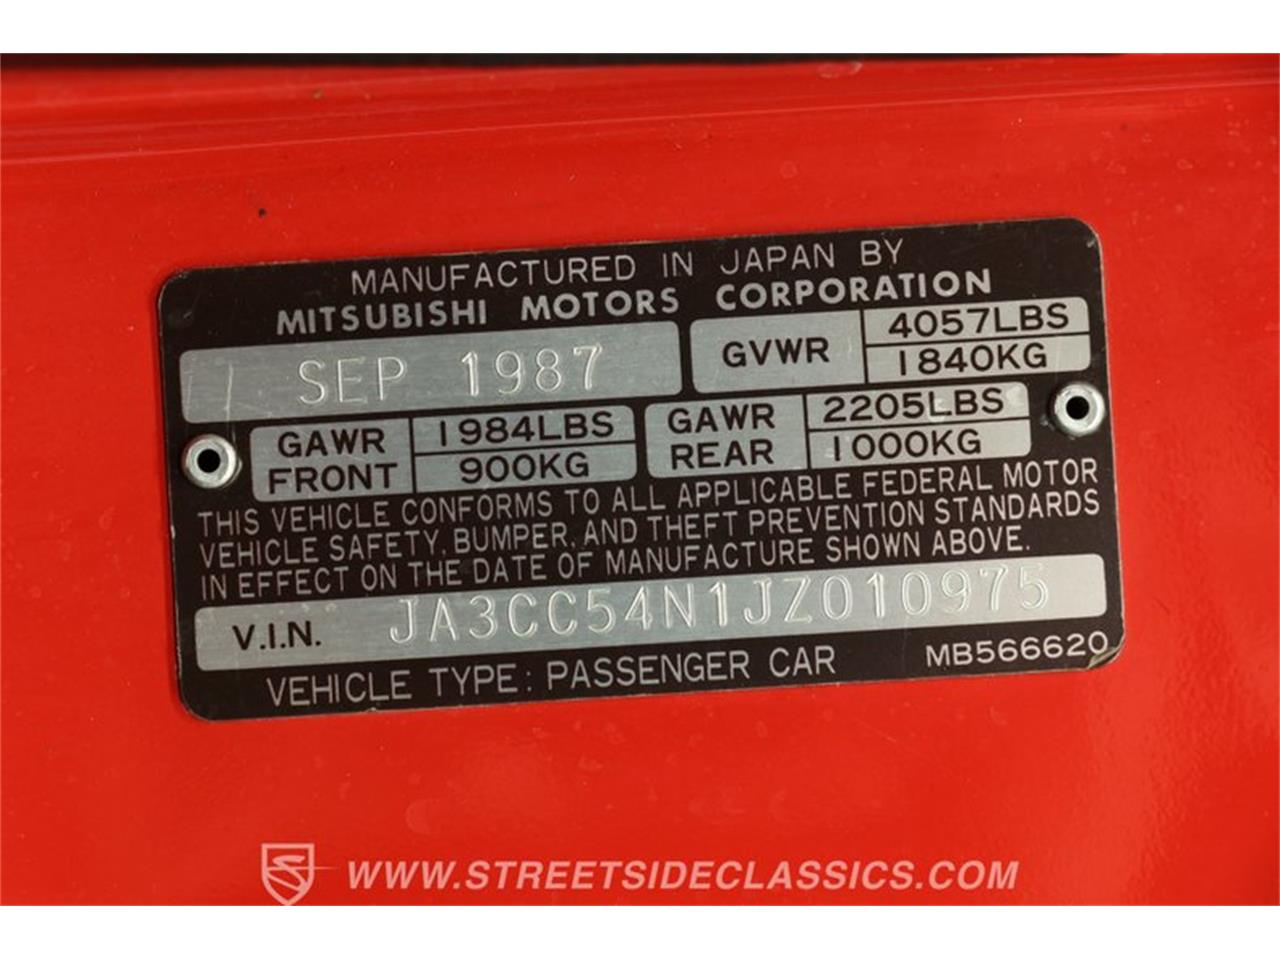 MANUFACTURED IN JAPAN BY
MITSUBISHI MOTORS CORPORATION
SEP 1987
GVWR 4057LBS
1840KG
GAWR FRONT 1984LBS
900KG
GAWR REAR 2205LBS
1000KG
THIS VEHICLE CONFORMS TO ALL APPLICABLE FEDERAL MOTOR
VEHICLE SAFETY, BUMPER, AND THEFT PREVENTION STANDARDS
IN EFFECT ON THE DATE OF MANUFACTURE SHOWN ABOVE.
V.I.N. JA3CC54N1JZ010975
VEHICLE TYPE: PASSENGER CAR MB566620
WWW.STREETSIDECLASSICS.COM